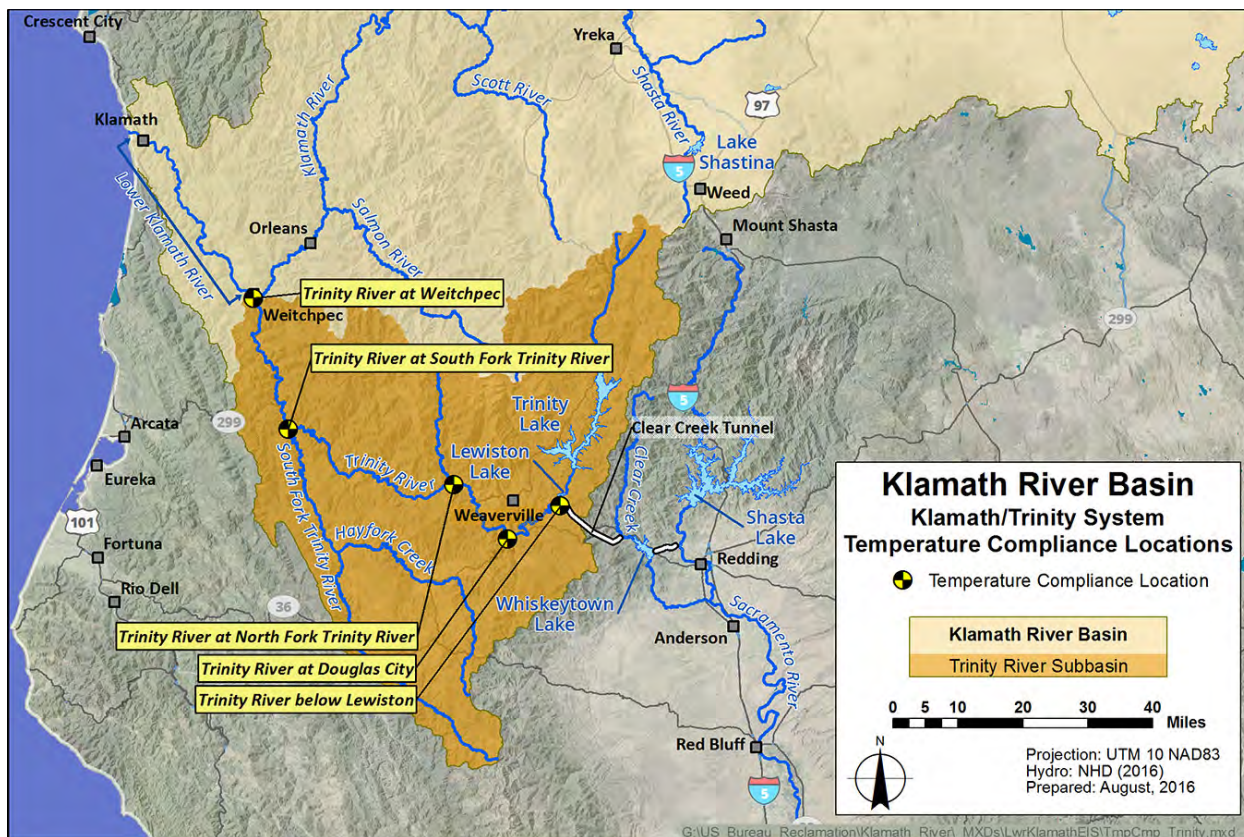 Crescent City
Yreka
Klamath River
Scott River
Shasta River
97
Klamath
Lake
Shastina
5
Weed
Lower Klamath River
Salmon River
Orleans
Mount Shasta
Trinity River at Weitchpec
Weitchpec
299
Trinity River at South Fork Trinity River
5
Trinity
Lake
299
Arcata
Clear Creek Tunnel
Lewiston
Lake
Eureka
South Fork Trinity River
Trinity River
Clear Creek
Weaverville
Shasta
Lake
101
Hayfork Creek
Fortuna
Redding
Rio Dell
36
Whiskeytown
Lake
Sacramento River
Anderson
Trinity River at North Fork Trinity River
Trinity River at Douglas City
Trinity River below Lewiston
Red Bluff
5
Klamath River Basin
Klamath/Trinity System
Temperature Compliance Locations
Temperature Compliance Location
Klamath River Basin
Trinity River Subbasin
0 5 10 20 30 40
Miles
N
Projection: UTM 10 NAD83
Hydro: NHD (2016)
Prepared: August, 2016